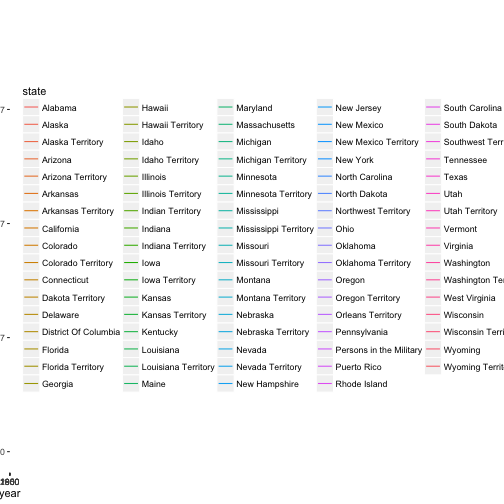 state
Alabama
Alaska
Alaska Territory
Arizona
Arizona Territory
Arkansas
Arkansas Territory
California
Colorado
Colorado Territory
Connecticut
Dakota Territory
Delaware
District Of Columbia
Florida
Florida Territory
Georgia
Hawaii
Hawaii Territory
Idaho
Idaho Territory
Illinois
Illinois Territory
Indian Territory
Indiana
Indiana Territory
Iowa
Iowa Territory
Kansas
Kansas Territory
Kentucky
Louisiana
Louisiana Territory
Maine
Maryland
Massachusetts
Michigan
Michigan Territory
Minnesota
Minnesota Territory
Mississippi
Mississippi Territory
Missouri
Missouri Territory
Montana
Montana Territory
Nebraska
Nebraska Territory
Nevada
Nevada Territory
New Hampshire
New Jersey
New Mexico
New Mexico Territory
New York
North Carolina
North Dakota
Northwest Territory
Ohio
Oklahoma
Oklahoma Territory
Oregon
Oregon Territory
Orleans Territory
Pennsylvania
Persons in the Military
Puerto Rico
Rhode Island
South Carolina
South Dakota
Southwest Terr
Tennessee
Texas
Utah
Utah Territory
Vermont
Virginia
Washington
Washington Te
West Virginia
Wisconsin
Wisconsin Terri
Wyoming
Wyoming Territ
7
7
7
0
year